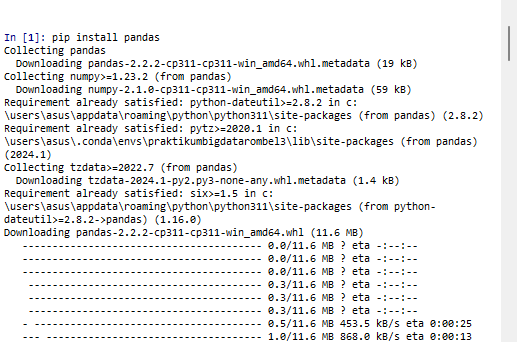 In [1]: pip install pandas
Collecting pandas
  Downloading pandas-2.2.2-cp311-cp311-win_amd64.whl.metadata (19 kB)
Collecting numpy>=1.23.2 (from pandas)
  Downloading numpy-2.1.0-cp311-cp311-win_amd64.whl.metadata (59 kB)
Requirement already satisfied: python-dateutil>=2.8.2 in c:
\users\asus\appdata\roaming\python\python311\site-packages (from pandas) (2.8.2)
Requirement already satisfied: pytz>=2020.1 in c:
\users\asus\.conda\envs\praktikumbigdatarombel3\lib\site-packages (from pandas)
(2024.1)
Collecting tzdata>=2022.7 (from pandas)
  Downloading tzdata-2024.1-py2.py3-none-any.whl.metadata (1.4 kB)
Requirement already satisfied: six>=1.5 in c:
\users\asus\appdata\roaming\python\python311\site-packages (from python-
dateutil>=2.8.2->pandas) (1.16.0)
Downloading pandas-2.2.2-cp311-cp311-win_amd64.whl (11.6 MB)
   ---------------------------------------- 0.0/11.6 MB ? eta -:--:--
   ---------------------------------------- 0.0/11.6 MB ? eta -:--:--
   ---------------------------------------- 0.0/11.6 MB ? eta -:--:--
    --------------------------------------- 0.3/11.6 MB ? eta -:--:--
    --------------------------------------- 0.3/11.6 MB ? eta -:--:--
    --------------------------------------- 0.3/11.6 MB ? eta -:--:--
   - -------------------------------------- 0.5/11.6 MB 453.5 kB/s eta 0:00:25
   --- ------------------------------------ 1.0/11.6 MB 868.0 kB/s eta 0:00:13